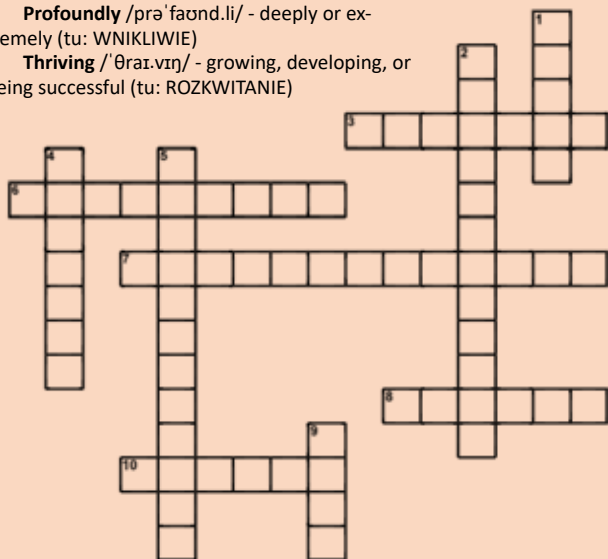 Profoundly /prəˈfaʊnd.li/ - deeply or ex-
emely (tu: WNIKLIWIE)
Thriving /ˈθraɪ.vɪŋ/ - growing, developing, or
eing successful (tu: ROZKWITANIE)
1
2
3
4 5
6
7
8
9
10